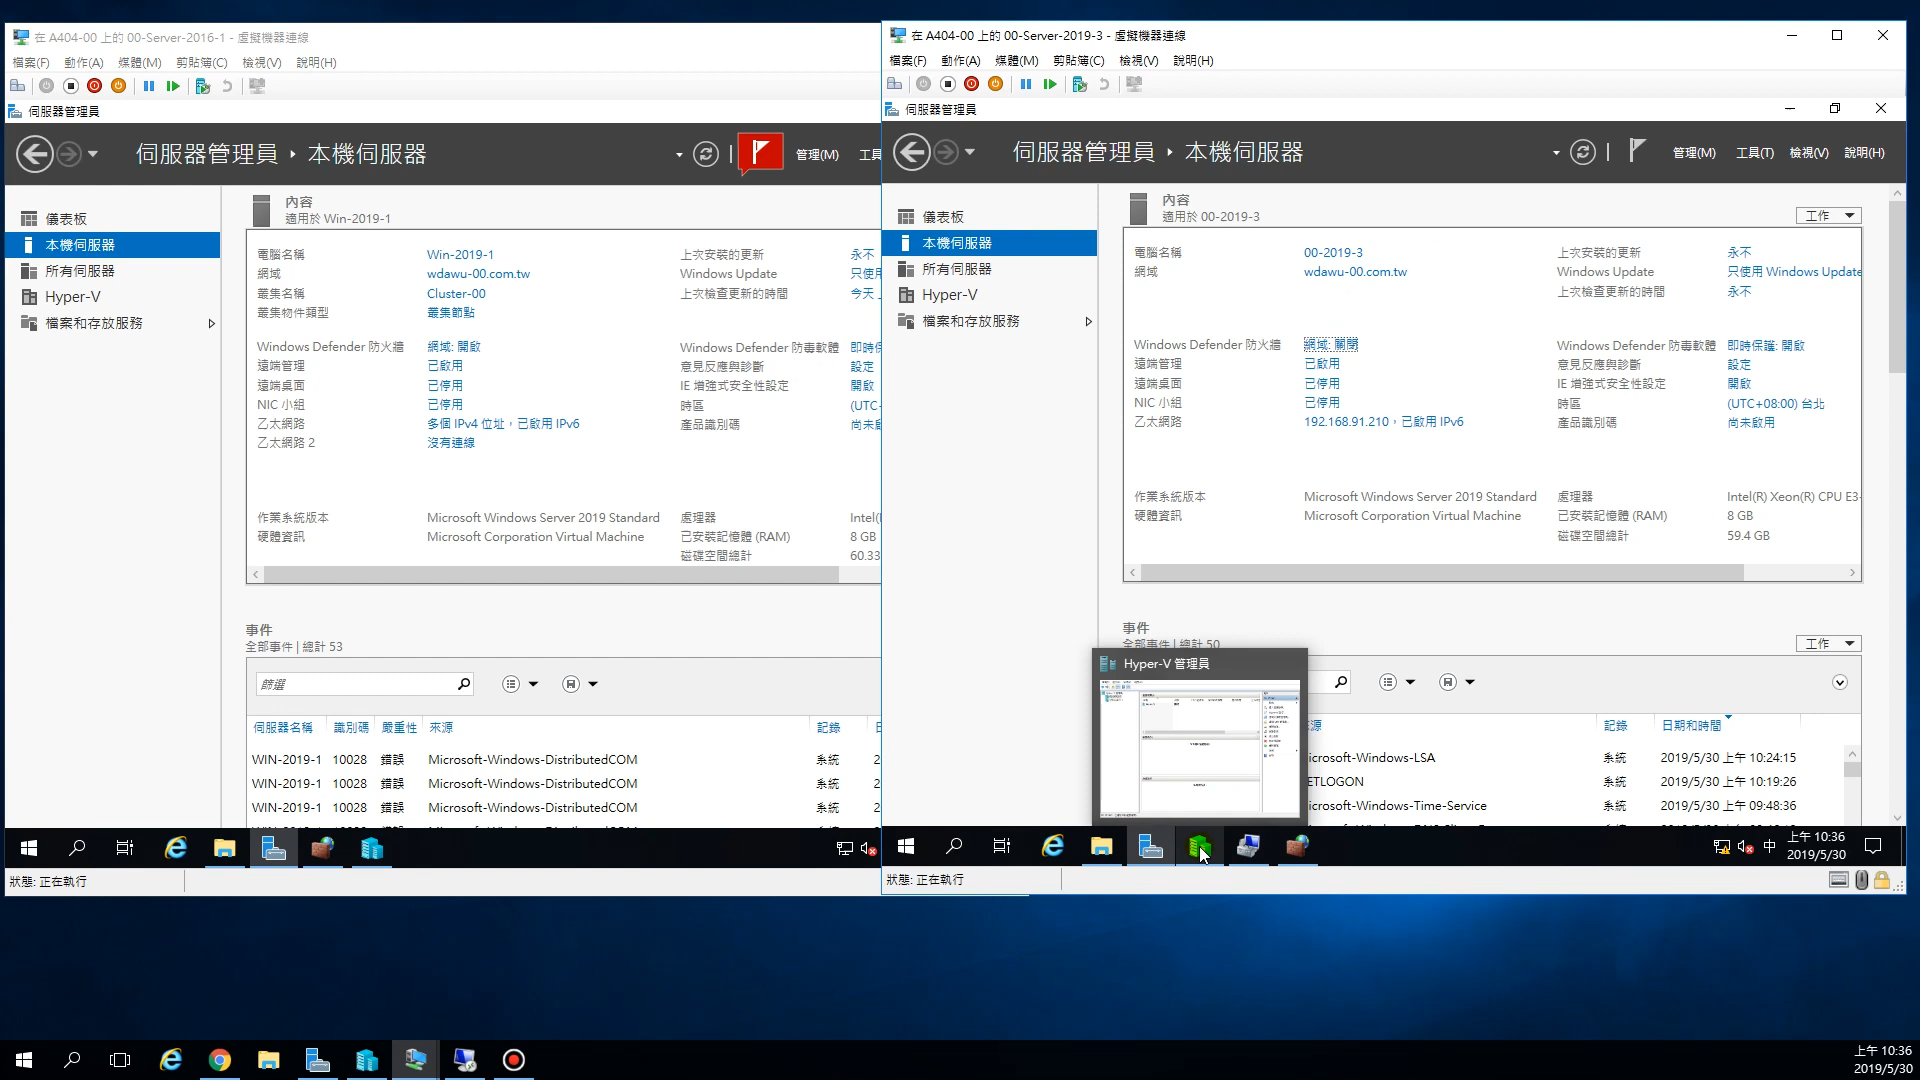 在 A404-00 上的 00-Server-2016-1 - 虛擬機器連線
檔案(F) 動作(A) 媒體(M) 剪貼簿(C) 檢視(V) 說明(H)
伺服器管理員
伺服器管理員 ‣ 本機伺服器
管理(M) 工具
儀表板
本機伺服器
所有伺服器
Hyper-V
檔案和存放服務
內容
適用於 Win-2019-1
電腦名稱 Win-2019-1 上次安裝的更新 永不
網域 wdawu-00.com.tw Windows Update 只使用
叢集名稱 Cluster-00 上次檢查更新的時間 今天
叢集物件類型 叢集節點
Windows Defender 防火牆 網域: 開啟 Windows Defender 防毒軟體 即時保
遠端管理 已啟用 意見反應與診斷 設定
遠端桌面 已停用 IE 增強式安全性設定 開啟
NIC 小組 已停用 時區 (UTC+
乙太網路 多個 IPv4 位址，已啟用 IPv6 產品識別碼 尚未
乙太網路 2 沒有連線
作業系統版本 Microsoft Windows Server 2019 Standard 處理器 Intel(
硬體資訊 Microsoft Corporation Virtual Machine 已安裝記憶體 (RAM) 8 GB
磁碟空間總計 60.33
事件
全部事件 | 總計 53
篩選
伺服器名稱 識別碼 嚴重性 來源 記錄
WIN-2019-1 10028 錯誤 Microsoft-Windows-DistributedCOM 系統 2
WIN-2019-1 10028 錯誤 Microsoft-Windows-DistributedCOM 系統 2
WIN-2019-1 10028 錯誤 Microsoft-Windows-DistributedCOM 系統 2
狀態: 正在執行
在 A404-00 上的 00-Server-2019-3 - 虛擬機器連線
檔案(F) 動作(A) 媒體(M) 剪貼簿(C) 檢視(V) 說明(H)
伺服器管理員
伺服器管理員 ‣ 本機伺服器
管理(M) 工具(T) 檢視(V) 說明(H)
儀表板
本機伺服器
所有伺服器
Hyper-V
檔案和存放服務
內容
適用於 00-2019-3
工作
電腦名稱 00-2019-3 上次安裝的更新 永不
網域 wdawu-00.com.tw Windows Update 只使用 Windows Update
上次檢查更新的時間 永不
Windows Defender 防火牆 網域: 關閉 Windows Defender 防毒軟體 即時保護: 開啟
遠端管理 已啟用 意見反應與診斷 設定
遠端桌面 已停用 IE 增強式安全性設定 開啟
NIC 小組 已停用 時區 (UTC+08:00) 台北
乙太網路 192.168.91.210，已啟用 IPv6 產品識別碼 尚未啟用
作業系統版本 Microsoft Windows Server 2019 Standard 處理器 Intel(R) Xeon(R) CPU E3-
硬體資訊 Microsoft Corporation Virtual Machine 已安裝記憶體 (RAM) 8 GB
磁碟空間總計 59.4 GB
事件
全部事件 | 總計 50
工作
Hyper-V 管理員
源 記錄 日期和時間
icrosoft-Windows-LSA 系統 2019/5/30 上午 10:24:15
ETLOGON 系統 2019/5/30 上午 10:19:26
icrosoft-Windows-Time-Service 系統 2019/5/30 上午 09:48:36
中
上午 10:36
2019/5/30
狀態: 正在執行
上午 10:36
2019/5/30